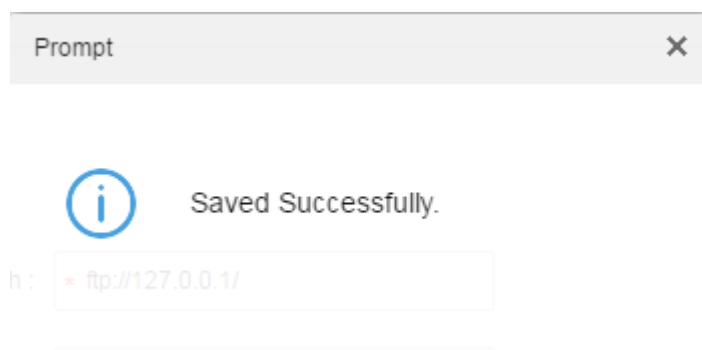 Prompt
Saved Successfully.
h : * ftp://127.0.0.1/